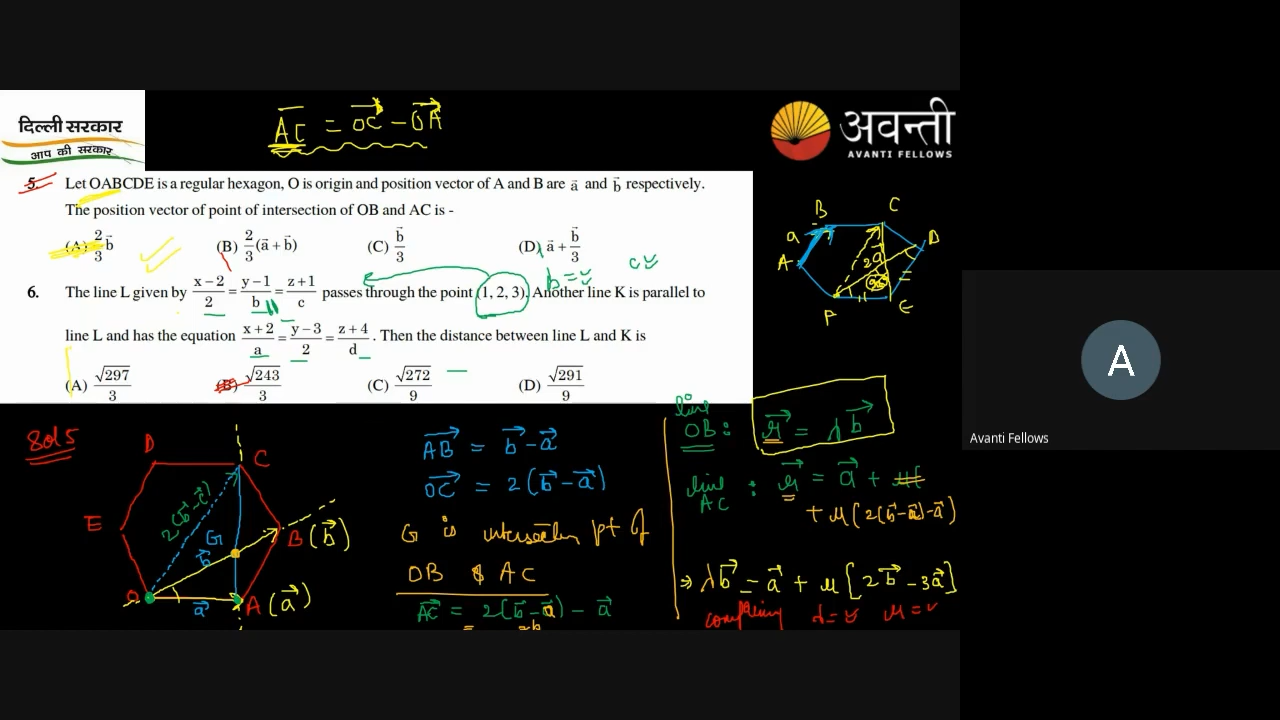 दिल्ली सरकार
आप की सरकार
AC = OC - OA
अवन्ती
AVANTI FELLOWS
5. Let OABCDE is a regular hexagon, O is origin and position vector of A and B are a⃗ and b⃗ respectively.
The position vector of point of intersection of OB and AC is -
(A) 2/3 b⃗ (B) 2/3 (a⃗ + b⃗) (C) b⃗/3 (D) a⃗ + b⃗/3
b = ✓ c ✓
6. The line L given by (x−2)/2 = (y−1)/b = (z+1)/c passes through the point (1, 2, 3). Another line K is parallel to
line L and has the equation (x+2)/a = (y−3)/2 = (z+4)/d. Then the distance between line L and K is
(A) √297/3 (B) √243/3 (C) √272/9 (D) √291/9
B C
a
A D
2a
90
F E
Sol 5
D C
2(b⃗-c⃗)
E G B (b⃗)
b⃗
O a⃗ A (a⃗)
AB⃗ = b⃗ - a⃗
OC⃗ = 2(b⃗ - a⃗)
G is intersection pt of
OB & AC
AC⃗ = 2(b⃗ - a⃗) - a⃗
line
OB : r⃗ = λb⃗
line
AC : r⃗ = a⃗ +
+ μ(2(b⃗-a⃗)-a⃗)
⇒ λb⃗ = a⃗ + μ[2b⃗ - 3a⃗]
comparing λ = ✓ μ = ✓
A
Avanti Fellows